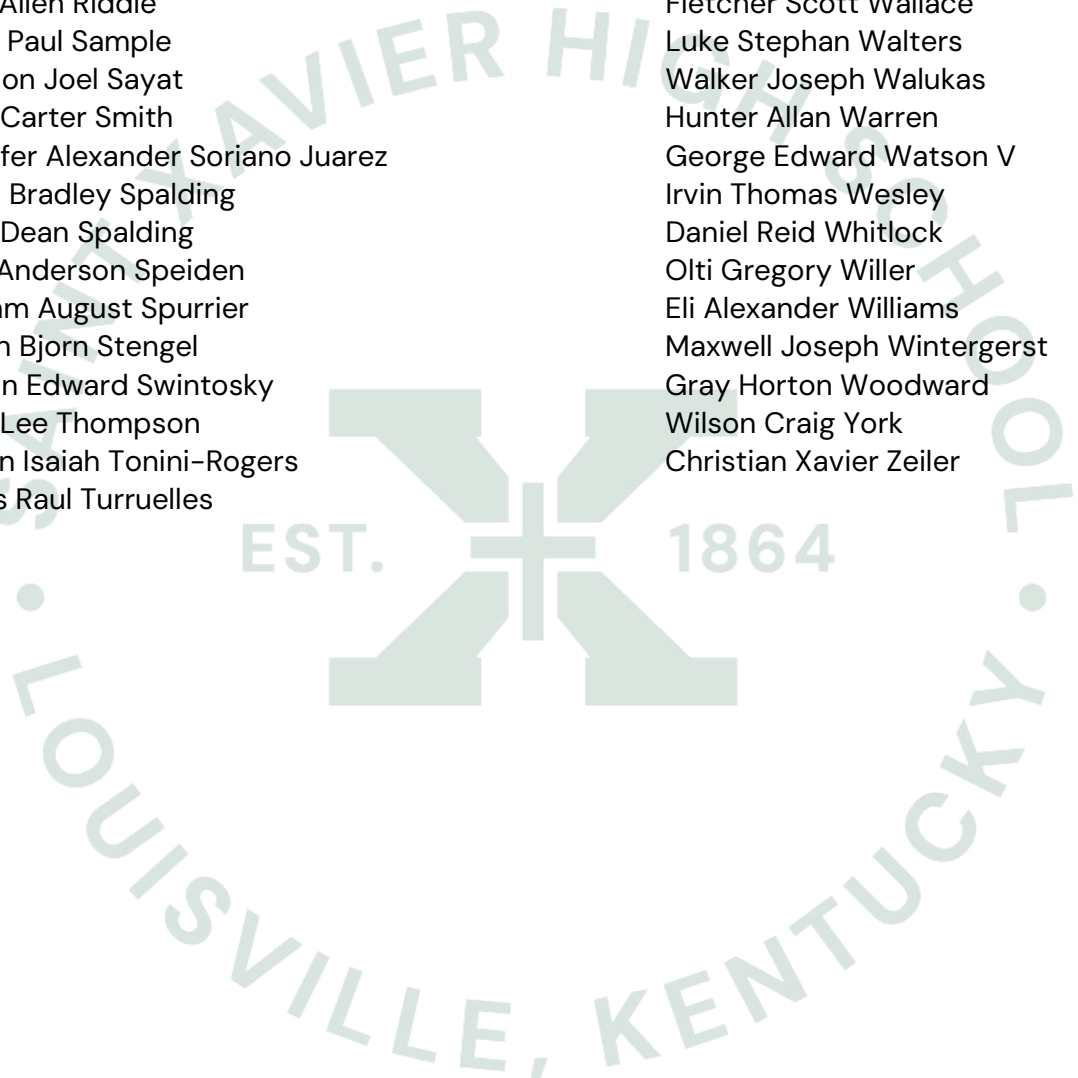 Allen Riddle
Paul Sample
on Joel Sayat
Carter Smith
fer Alexander Soriano Juarez
Bradley Spalding
Dean Spalding
Anderson Speiden
am August Spurrier
n Bjorn Stengel
n Edward Swintosky
Lee Thompson
n Isaiah Tonini-Rogers
s Raul Turruelles
Fletcher Scott Wallace
Luke Stephan Walters
Walker Joseph Walukas
Hunter Allan Warren
George Edward Watson V
Irvin Thomas Wesley
Daniel Reid Whitlock
Olti Gregory Willer
Eli Alexander Williams
Maxwell Joseph Wintergerst
Gray Horton Woodward
Wilson Craig York
Christian Xavier Zeiler
SAINT XAVIER HIGH SCHOOL
EST. 1864
• LOUISVILLE, KENTUCKY •